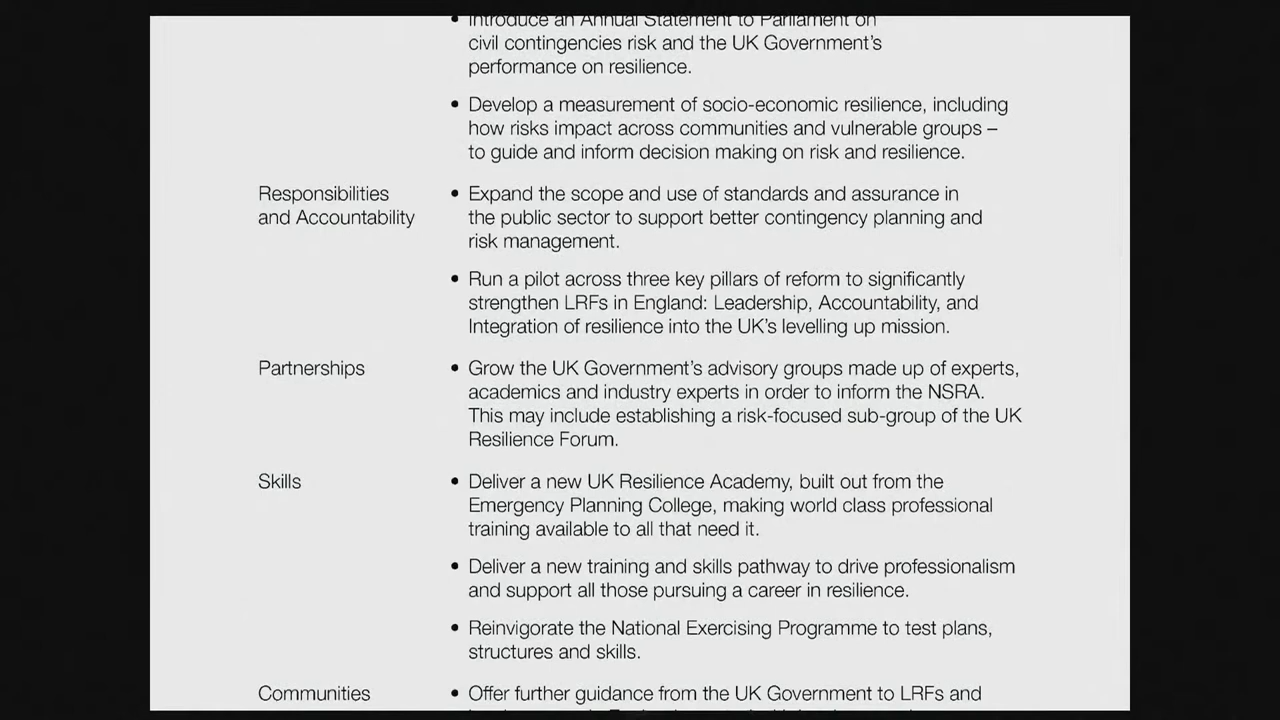 • Introduce an Annual Statement to Parliament on
civil contingencies risk and the UK Government's
performance on resilience.
• Develop a measurement of socio-economic resilience, including
how risks impact across communities and vulnerable groups –
to guide and inform decision making on risk and resilience.
Responsibilities
and Accountability
• Expand the scope and use of standards and assurance in
the public sector to support better contingency planning and
risk management.
• Run a pilot across three key pillars of reform to significantly
strengthen LRFs in England: Leadership, Accountability, and
Integration of resilience into the UK's levelling up mission.
Partnerships
• Grow the UK Government's advisory groups made up of experts,
academics and industry experts in order to inform the NSRA.
This may include establishing a risk-focused sub-group of the UK
Resilience Forum.
Skills
• Deliver a new UK Resilience Academy, built out from the
Emergency Planning College, making world class professional
training available to all that need it.
• Deliver a new training and skills pathway to drive professionalism
and support all those pursuing a career in resilience.
• Reinvigorate the National Exercising Programme to test plans,
structures and skills.
Communities
• Offer further guidance from the UK Government to LRFs and